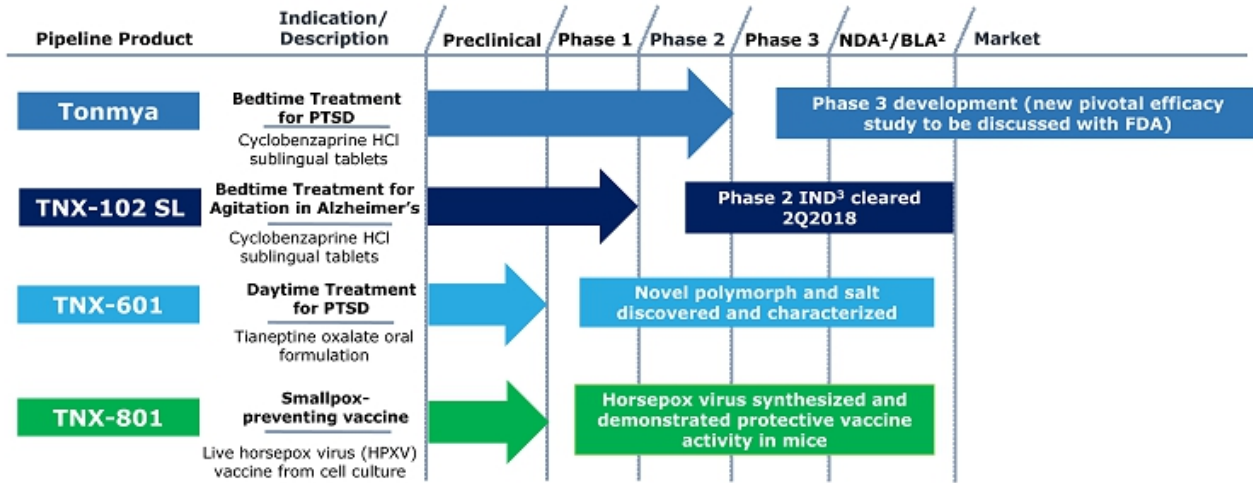 Pipeline Product
Indication/
Description
Preclinical
Phase 1
Phase 2
Phase 3
NDA¹/BLA²
Market
Tonmya
Bedtime Treatment
for PTSD
Cyclobenzaprine HCl
sublingual tablets
Phase 3 development (new pivotal efficacy
study to be discussed with FDA)
TNX-102 SL
Bedtime Treatment for
Agitation in Alzheimer's
Cyclobenzaprine HCl
sublingual tablets
Phase 2 IND³ cleared
2Q2018
TNX-601
Daytime Treatment
for PTSD
Tianeptine oxalate oral
formulation
Novel polymorph and salt
discovered and characterized
TNX-801
Smallpox-
preventing vaccine
Live horsepox virus (HPXV)
vaccine from cell culture
Horsepox virus synthesized and
demonstrated protective vaccine
activity in mice